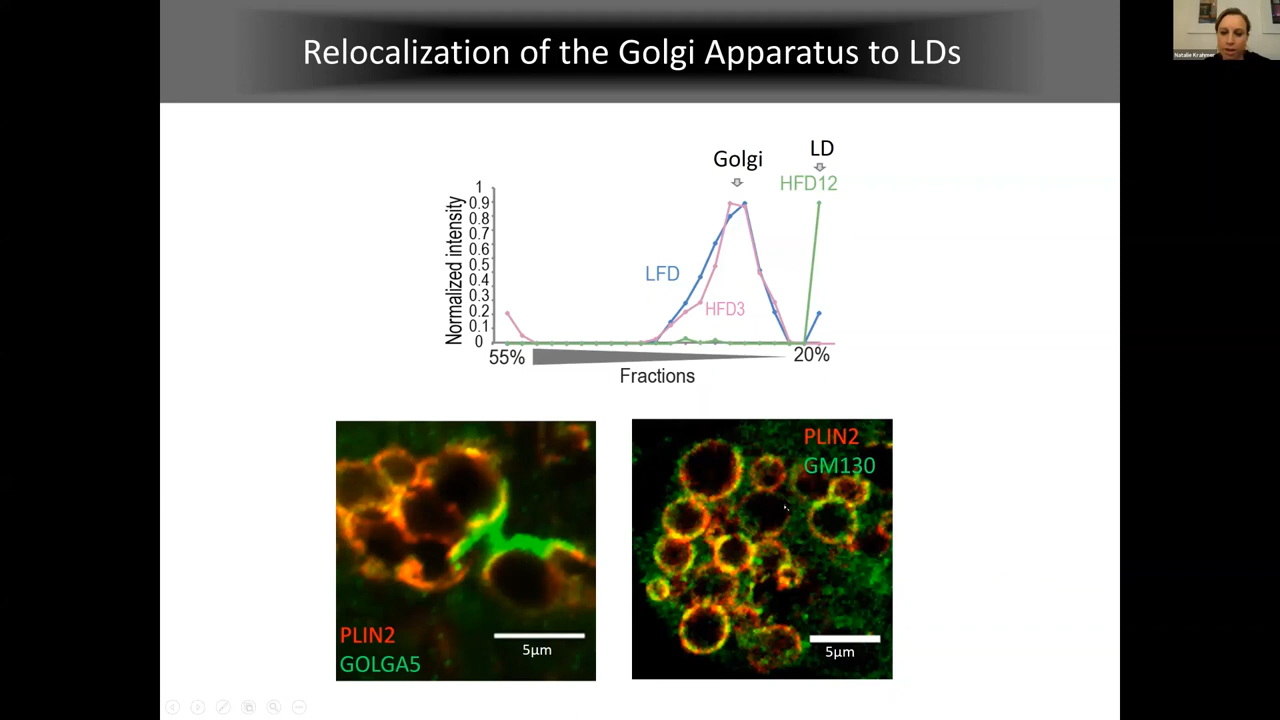 Relocalization of the Golgi Apparatus to LDs
Natalie Krahmer
Golgi
LD
HFD12
Normalized intensity
1
0.9
0.8
0.7
0.6
0.5
0.4
0.3
0.2
0.1
0
LFD
HFD3
55%
20%
Fractions
PLIN2
GOLGA5
5µm
PLIN2
GM130
5µm